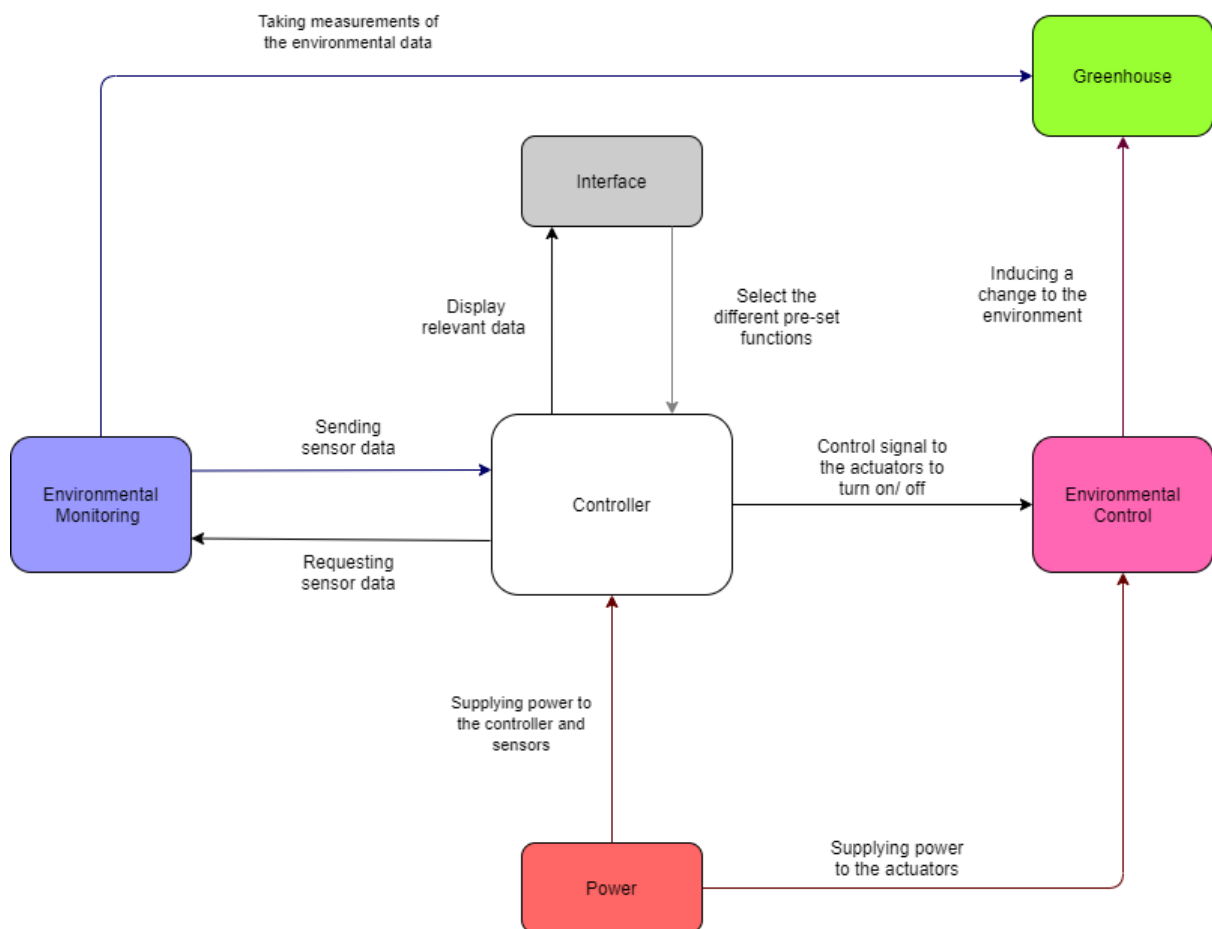 Taking measurements of
the environmental data
Greenhouse
Interface
Display
relevant data
Select the
different pre-set
functions
Inducing a
change to the
environment
Sending
sensor data
Control signal to
the actuators to
turn on/ off
Environmental
Monitoring
Controller
Environmental
Control
Requesting
sensor data
Supplying power to
the controller and
sensors
Supplying power
to the actuators
Power